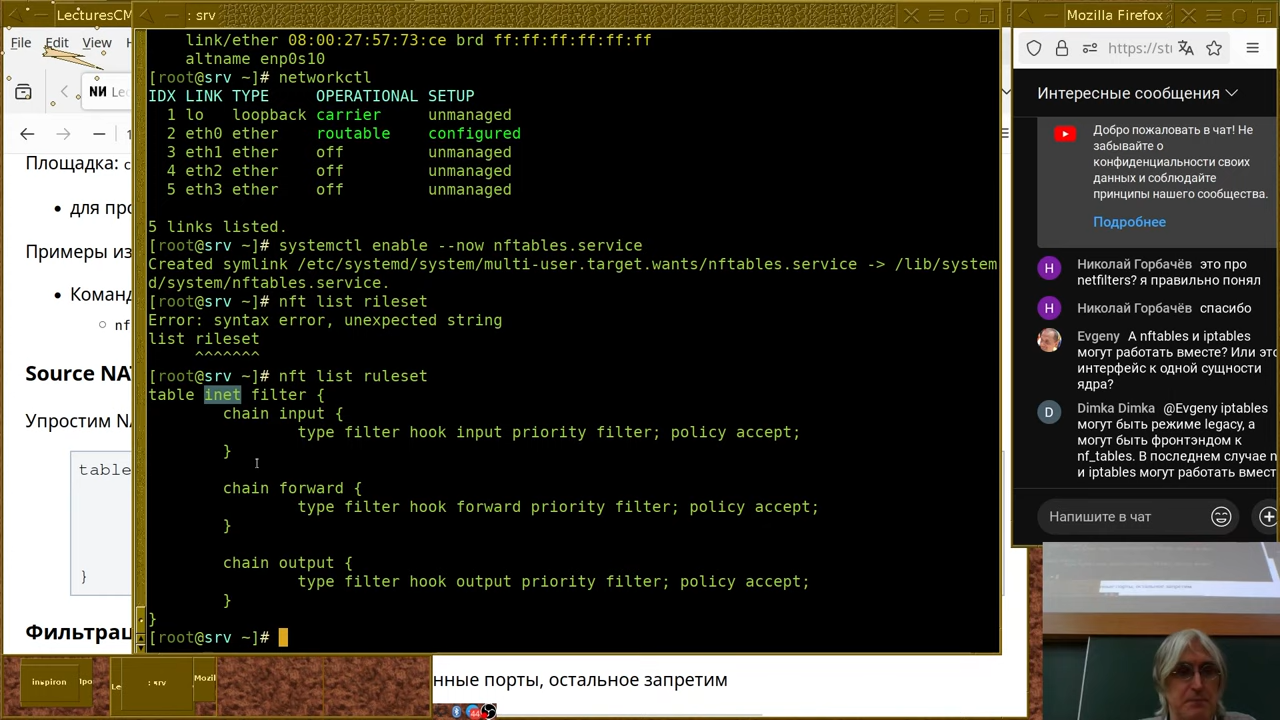 LecturesCM
: srv
Mozilla Firefox
File Edit View
Lec
Площадка: c
для про
Примеры из
Команд
nf
Source NA
Упростим NA
table
}
Фильтрац
нные порты, остальное запретим
link/ether 08:00:27:57:73:ce brd ff:ff:ff:ff:ff:ff
altname enp0s10
[root@srv ~]# networkctl
IDX LINK TYPE OPERATIONAL SETUP
1 lo loopback carrier unmanaged
2 eth0 ether routable configured
3 eth1 ether off unmanaged
4 eth2 ether off unmanaged
5 eth3 ether off unmanaged
5 links listed.
[root@srv ~]# systemctl enable --now nftables.service
Created symlink /etc/systemd/system/multi-user.target.wants/nftables.service -> /lib/system
d/system/nftables.service.
[root@srv ~]# nft list rileset
Error: syntax error, unexpected string
list rileset
^^^^^^^
[root@srv ~]# nft list ruleset
table inet filter {
chain input {
type filter hook input priority filter; policy accept;
}
chain forward {
type filter hook forward priority filter; policy accept;
}
chain output {
type filter hook output priority filter; policy accept;
}
}
[root@srv ~]#
https://stu
Интересные сообщения
Добро пожаловать в чат! Не
забывайте о
конфиденциальности своих
данных и соблюдайте
принципы нашего сообщества.
Подробнее
Н
Николай Горбачёв это про
netfilters? я правильно понял
Н
Николай Горбачёв спасибо
Evgeny А nftables и iptables
могут работать вместе? Или это
интерфейс к одной сущности
ядра?
D
Dimka Dimka @Evgeny iptables
могут быть режиме legacy, а
могут быть фронтэндом к
nf_tables. В последнем случае n
и iptables могут работать вмест
Напишите в чат
inspiron
: srv
Mozil